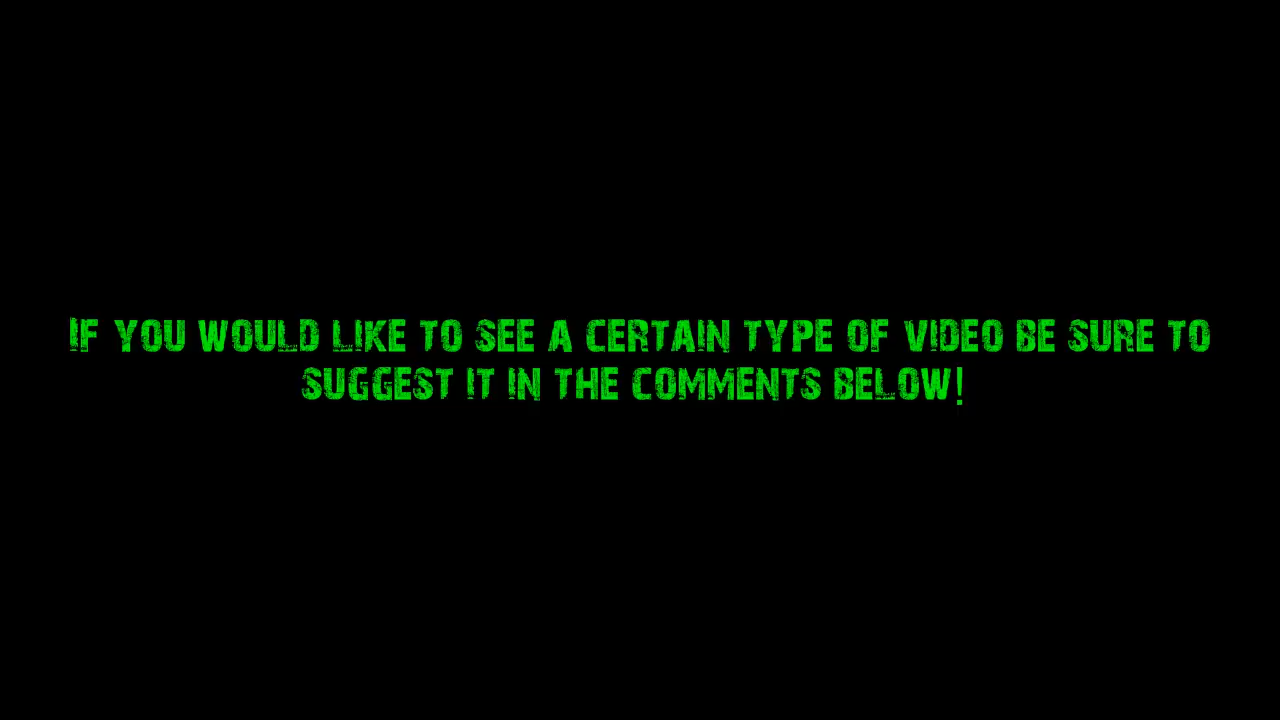 If you would like to see a certain type of video be sure to
suggest it in the comments below!